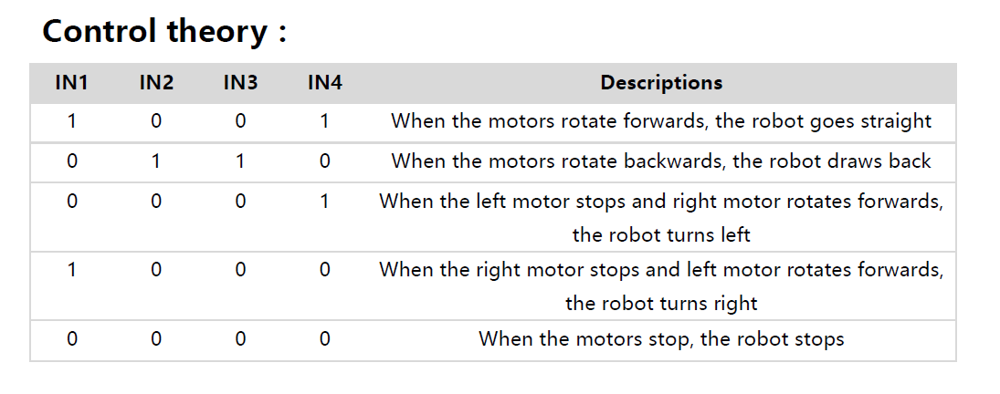 Control theory :
IN1 IN2 IN3 IN4 Descriptions
1 0 0 1 When the motors rotate forwards, the robot goes straight
0 1 1 0 When the motors rotate backwards, the robot draws back
0 0 0 1 When the left motor stops and right motor rotates forwards,
the robot turns left
1 0 0 0 When the right motor stops and left motor rotates forwards,
the robot turns right
0 0 0 0 When the motors stop, the robot stops